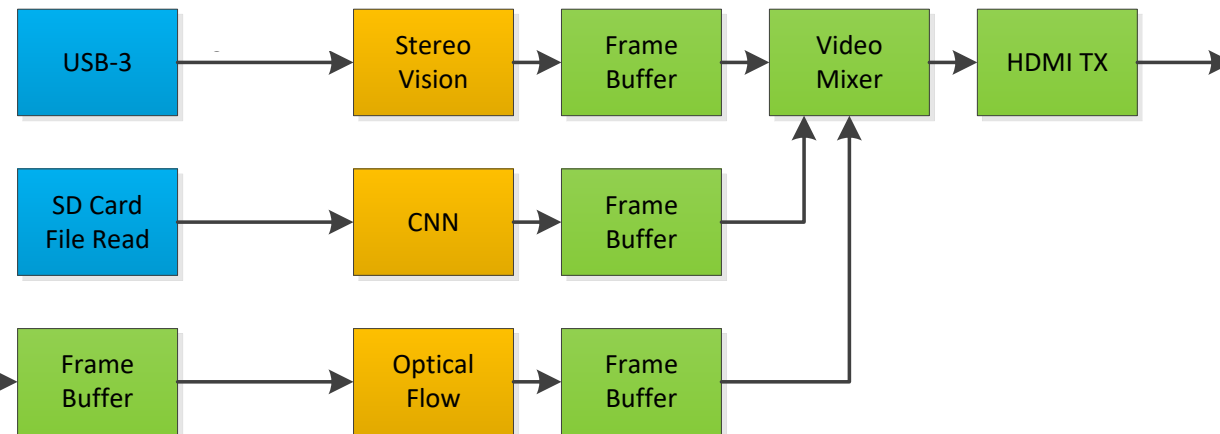 USB-3
Stereo
Vision
Frame
Buffer
Video
Mixer
HDMI TX
SD Card
File Read
CNN
Frame
Buffer
Frame
Buffer
Optical
Flow
Frame
Buffer